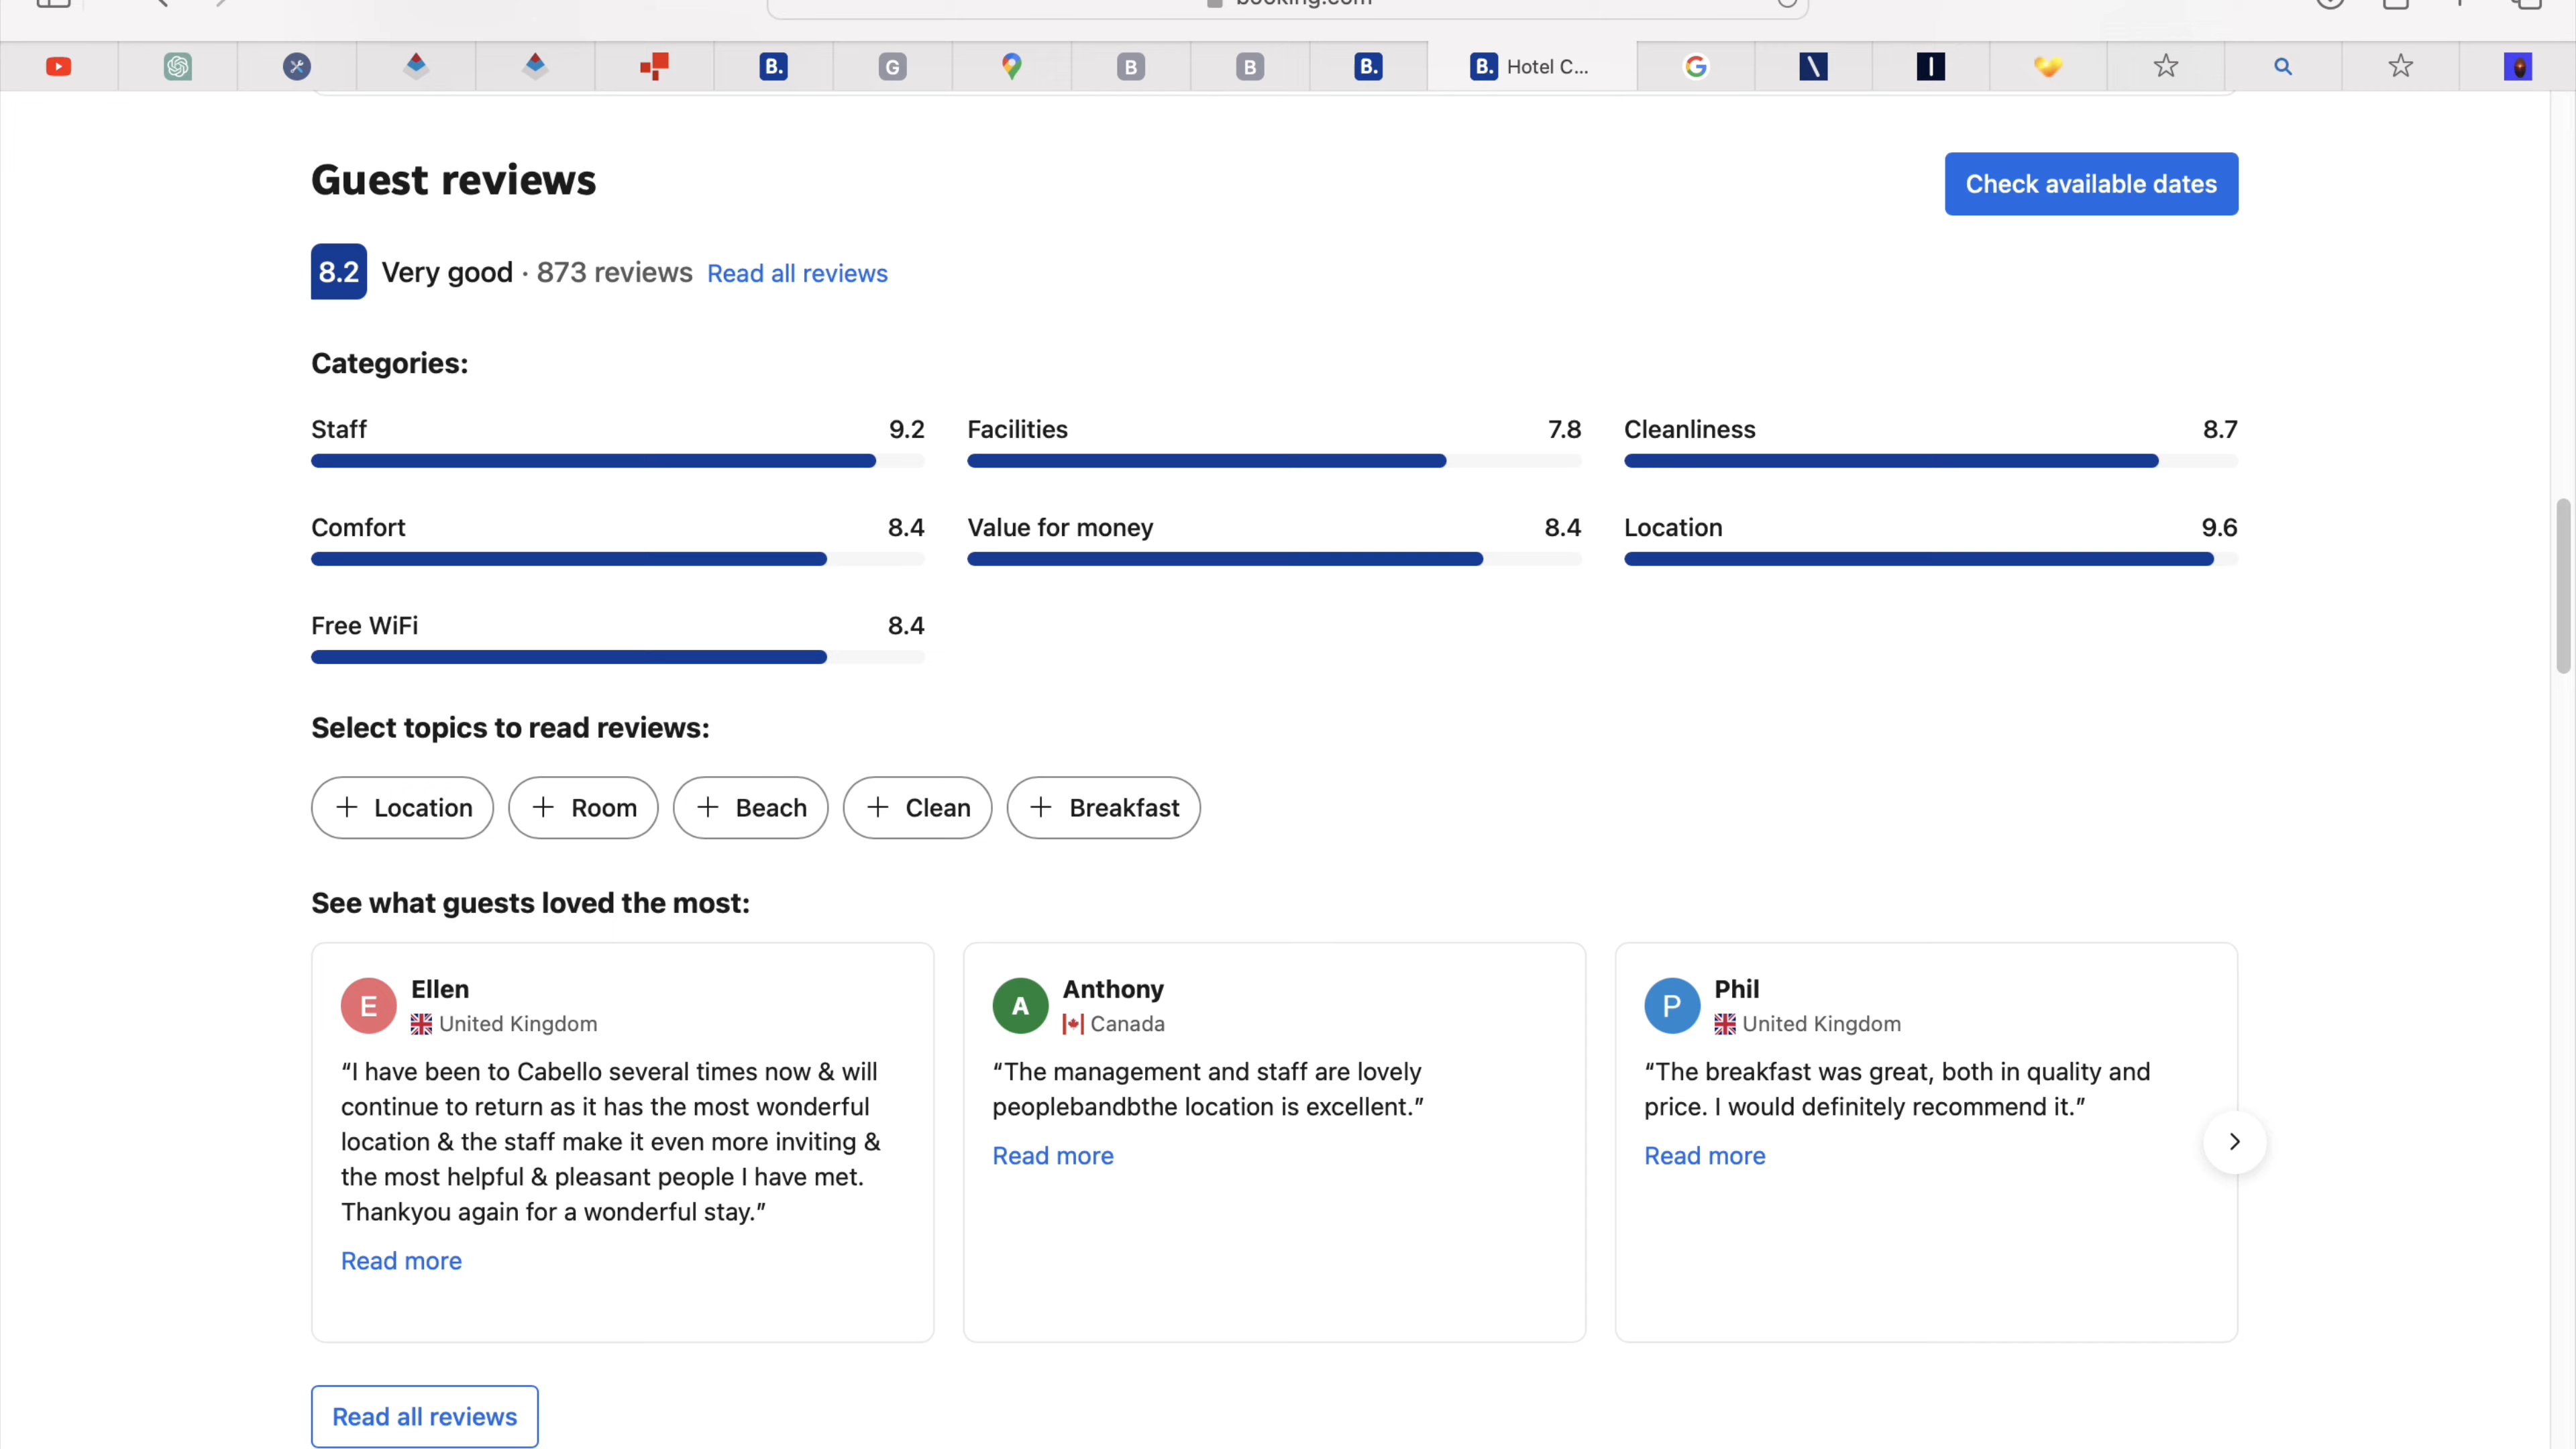 booking.com
B.
G
B
B
B.
B. Hotel C...
G
Guest reviews
Check available dates
8.2 Very good · 873 reviews Read all reviews
Categories:
Staff 9.2
Facilities 7.8
Cleanliness 8.7
Comfort 8.4
Value for money 8.4
Location 9.6
Free WiFi 8.4
Select topics to read reviews:
+ Location
+ Room
+ Beach
+ Clean
+ Breakfast
See what guests loved the most:
E
Ellen
United Kingdom
“I have been to Cabello several times now & will
continue to return as it has the most wonderful
location & the staff make it even more inviting &
the most helpful & pleasant people I have met.
Thankyou again for a wonderful stay.”
Read more
A
Anthony
Canada
“The management and staff are lovely
peoplebandbthe location is excellent.”
Read more
P
Phil
United Kingdom
“The breakfast was great, both in quality and
price. I would definitely recommend it.”
Read more
Read all reviews